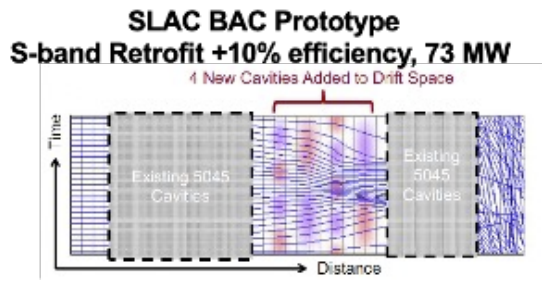 SLAC BAC Prototype
S-band Retrofit +10% efficiency, 73 MW
4 New Cavities Added to Drift Space
Time
Existing 5045
Cavities
Existing
5045
Cavities
Distance